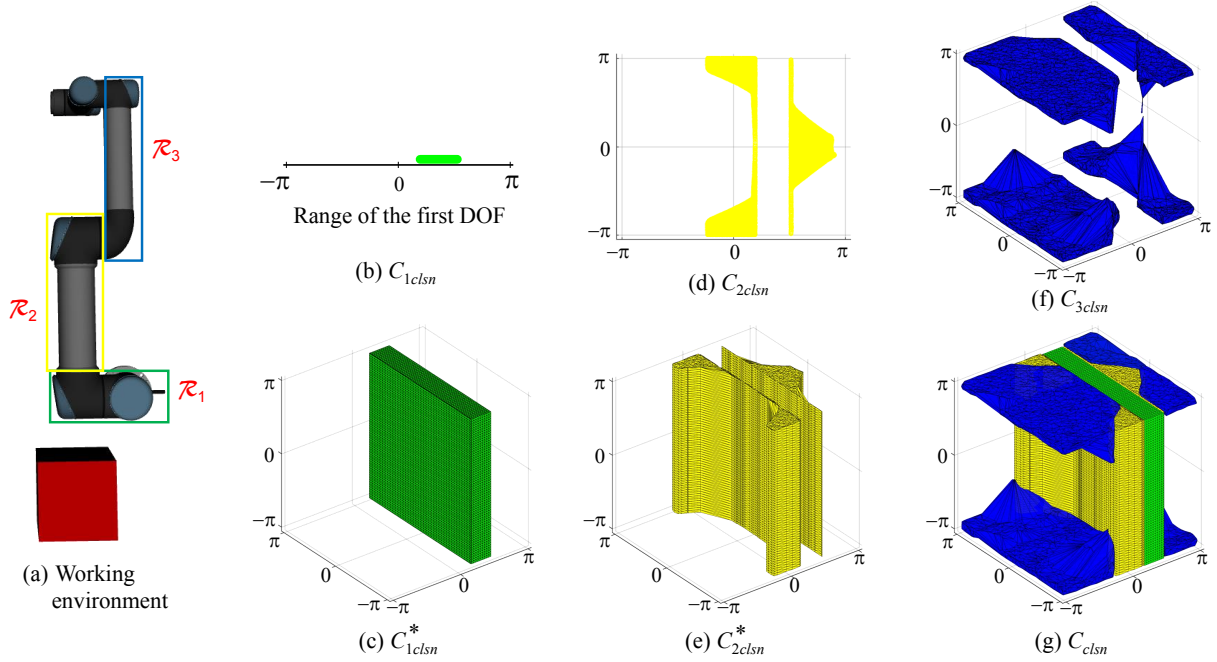 R₃
R₂
R₁
(a) Working
environment
−π
0
π
Range of the first DOF
(b) C₁clsn
π
0
−π
−π
0
π
(d) C₂clsn
π
0
−π
π
0
−π
−π
0
π
(f) C₃clsn
π
0
−π
π
0
−π
−π
0
π
(c) C*₁clsn
π
0
−π
π
0
−π
−π
0
π
(e) C*₂clsn
π
0
−π
π
0
−π
−π
0
π
(g) Cclsn